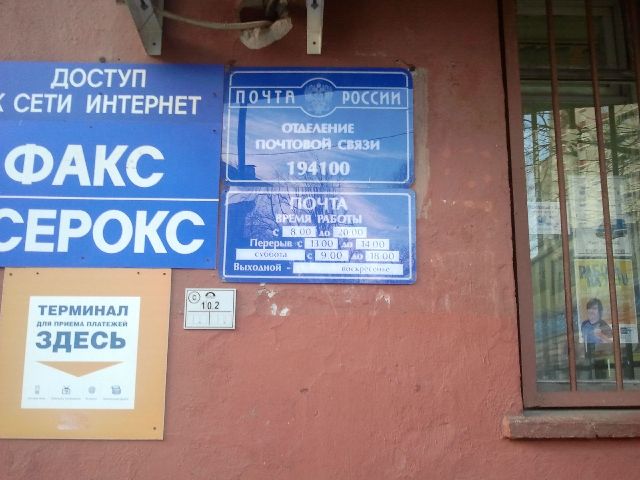 ДОСТУП
К СЕТИ ИНТЕРНЕТ
ФАКС
СЕРОКС
ТЕРМИНАЛ
ДЛЯ ПРИЕМА ПЛАТЕЖЕЙ
ЗДЕСЬ
ПОЧТА РОССИИ
ОТДЕЛЕНИЕ
ПОЧТОВОЙ СВЯЗИ
194100
ПОЧТА
ВРЕМЯ РАБОТЫ
с 8.00 до 20.00
Перерыв с 13.00 до 14.00
суббота с 9.00 до 18.00
Выходной - воскресенье
С
10.2